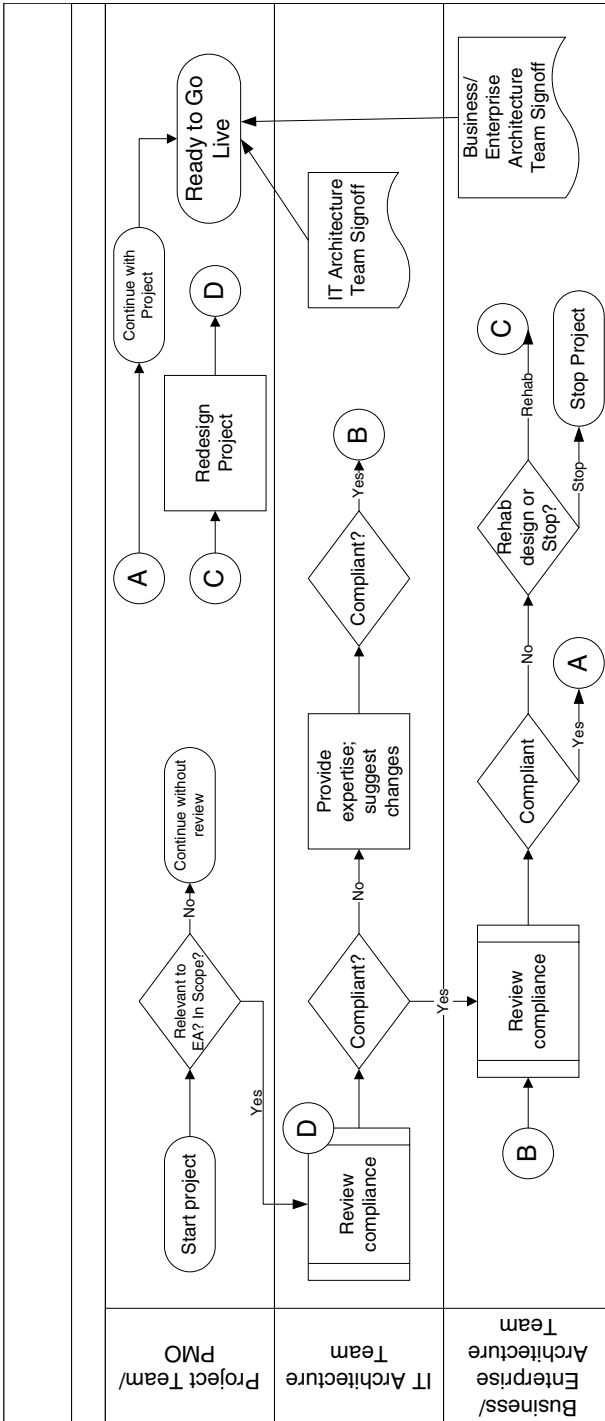 Project Team/
PMO
Start project
Relevant to
EA? In Scope?
No
Continue without
review
Yes
A
Continue with
Project
Ready to Go
Live
C
Redesign
Project
D
IT Architecture
Team
D
Review
compliance
Compliant?
No
Provide
expertise;
suggest
changes
Compliant?
Yes
B
IT Architecture
Team Signoff
Yes
Business/
Enterprise
Architecture
Team
B
Review
compliance
Compliant
No
Yes
A
Rehab
design or
Stop?
Rehab
C
Stop
Stop Project
Business/
Enterprise
Architecture
Team Signoff